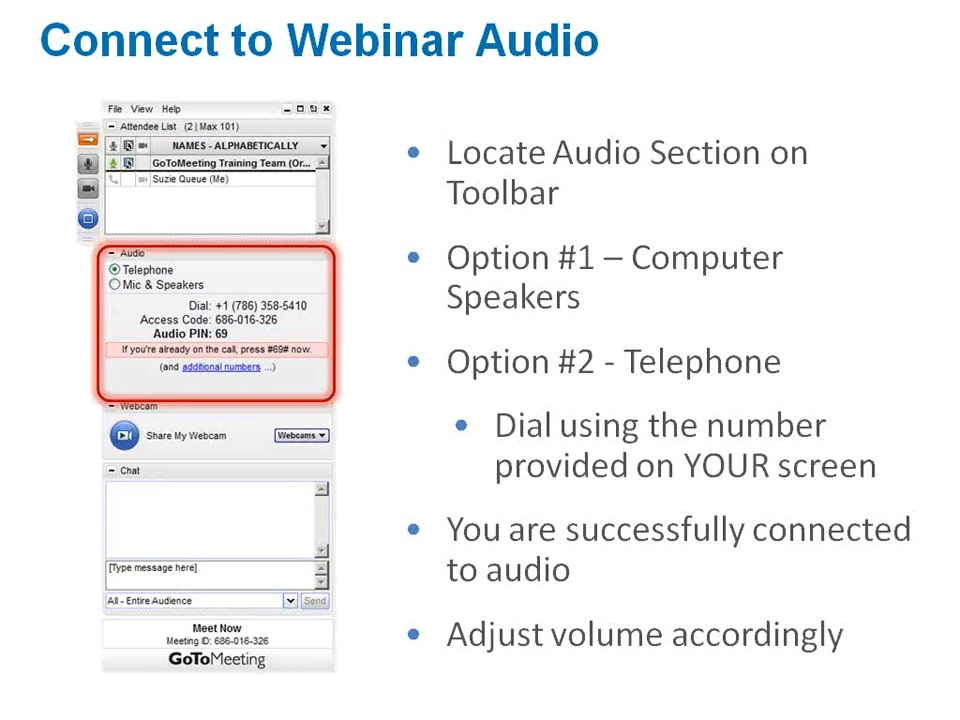 Connect to Webinar Audio
File View Help
Attendee List (2 | Max 101)
NAMES - ALPHABETICALLY
GoToMeeting Training Team (Or...
Suzie Queue (Me)
Audio
Telephone
Mic & Speakers
Dial: +1 (786) 358-5410
Access Code: 686-016-326
Audio PIN: 69
If you're already on the call, press #69# now.
(and additional numbers ...)
Webcam
Share My Webcam
Webcams
Chat
[Type message here]
All - Entire Audience
Send
Meet Now
Meeting ID: 686-016-326
GoToMeeting
• Locate Audio Section on
Toolbar
• Option #1 – Computer
Speakers
• Option #2 - Telephone
• Dial using the number
provided on YOUR screen
• You are successfully connected
to audio
• Adjust volume accordingly